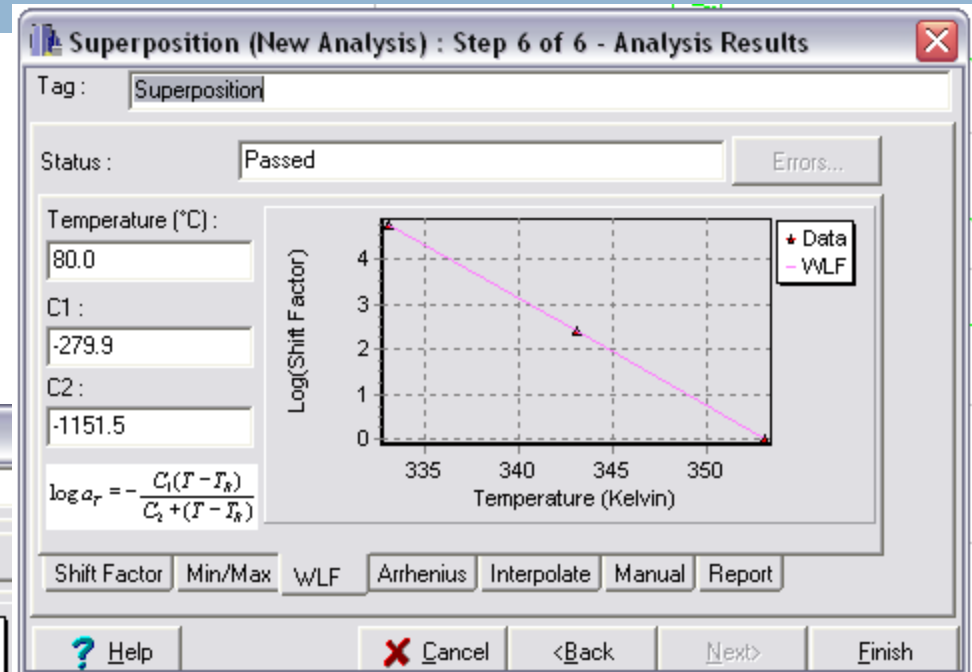 Superposition (New Analysis) : Step 6 of 6 - Analysis Results
Tag :
Superposition
Status :
Passed
Errors...
Temperature (°C) :
80.0
C1 :
-279.9
C2 :
-1151.5
log a_T = - C₁(T - T_R) / C₂ + (T - T_R)
Log(Shift Factor)
4
3
2
1
0
335 340 345 350
Temperature (Kelvin)
Data
WLF
Shift Factor Min/Max WLF Arrhenius Interpolate Manual Report
? Help Cancel <Back Next> Finish